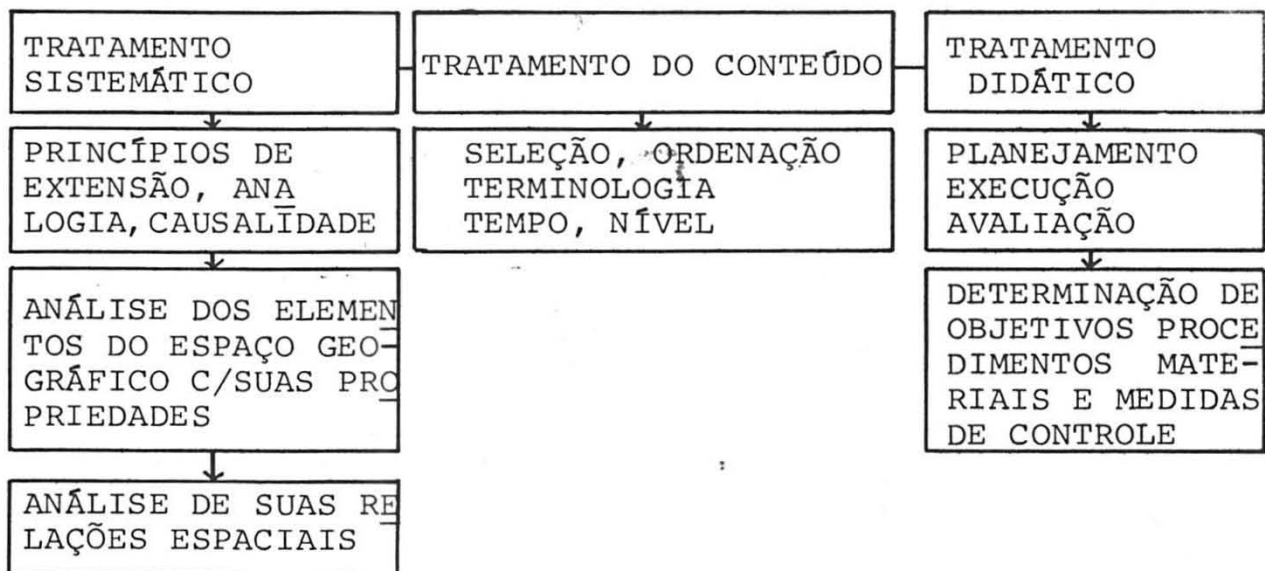 TRATAMENTO
SISTEMÁTICO
TRATAMENTO DO CONTEÚDO
TRATAMENTO
DIDÁTICO
PRINCÍPIOS DE
EXTENSÃO, ANA
LOGIA, CAUSALIDADE
SELEÇÃO, ORDENAÇÃO
TERMINOLOGIA
TEMPO, NÍVEL
PLANEJAMENTO
EXECUÇÃO
AVALIAÇÃO
ANÁLISE DOS ELEMEN
TOS DO ESPAÇO GEO-
GRÁFICO C/SUAS PRO
PRIEDADES
DETERMINAÇÃO DE
OBJETIVOS PROCE
DIMENTOS MATE-
RIAIS E MEDIDAS
DE CONTROLE
ANÁLISE DE SUAS RE
LAÇÕES ESPACIAIS